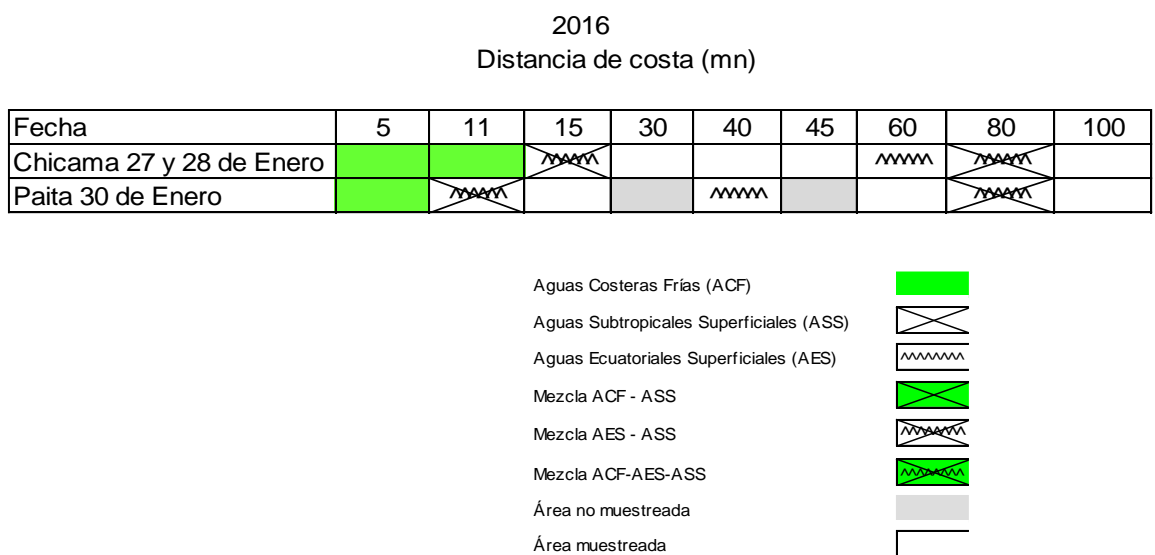 2016
Distancia de costa (mn)
Fecha 5 11 15 30 40 45 60 80 100
Chicama 27 y 28 de Enero
Paita 30 de Enero
Aguas Costeras Frías (ACF)
Aguas Subtropicales Superficiales (ASS)
Aguas Ecuatoriales Superficiales (AES)
Mezcla ACF - ASS
Mezcla AES - ASS
Mezcla ACF-AES-ASS
Área no muestreada
Área muestreada